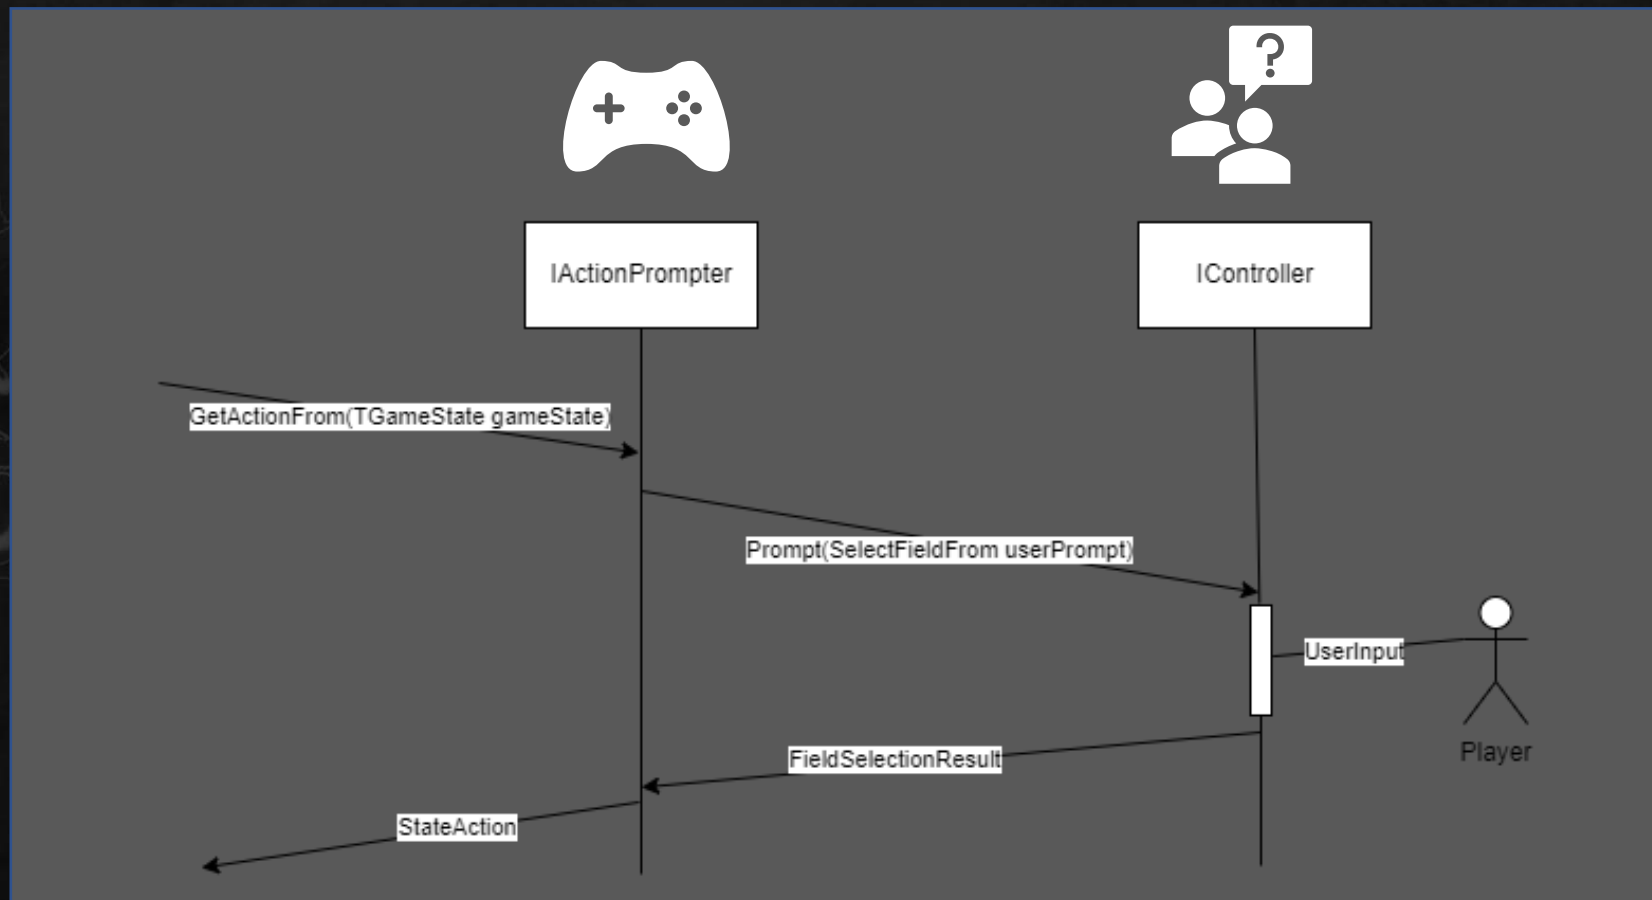 ?
IActionPrompter
IController
GetActionFrom(TGameState gameState)
Prompt(SelectFieldFrom userPrompt)
UserInput
Player
FieldSelectionResult
StateAction